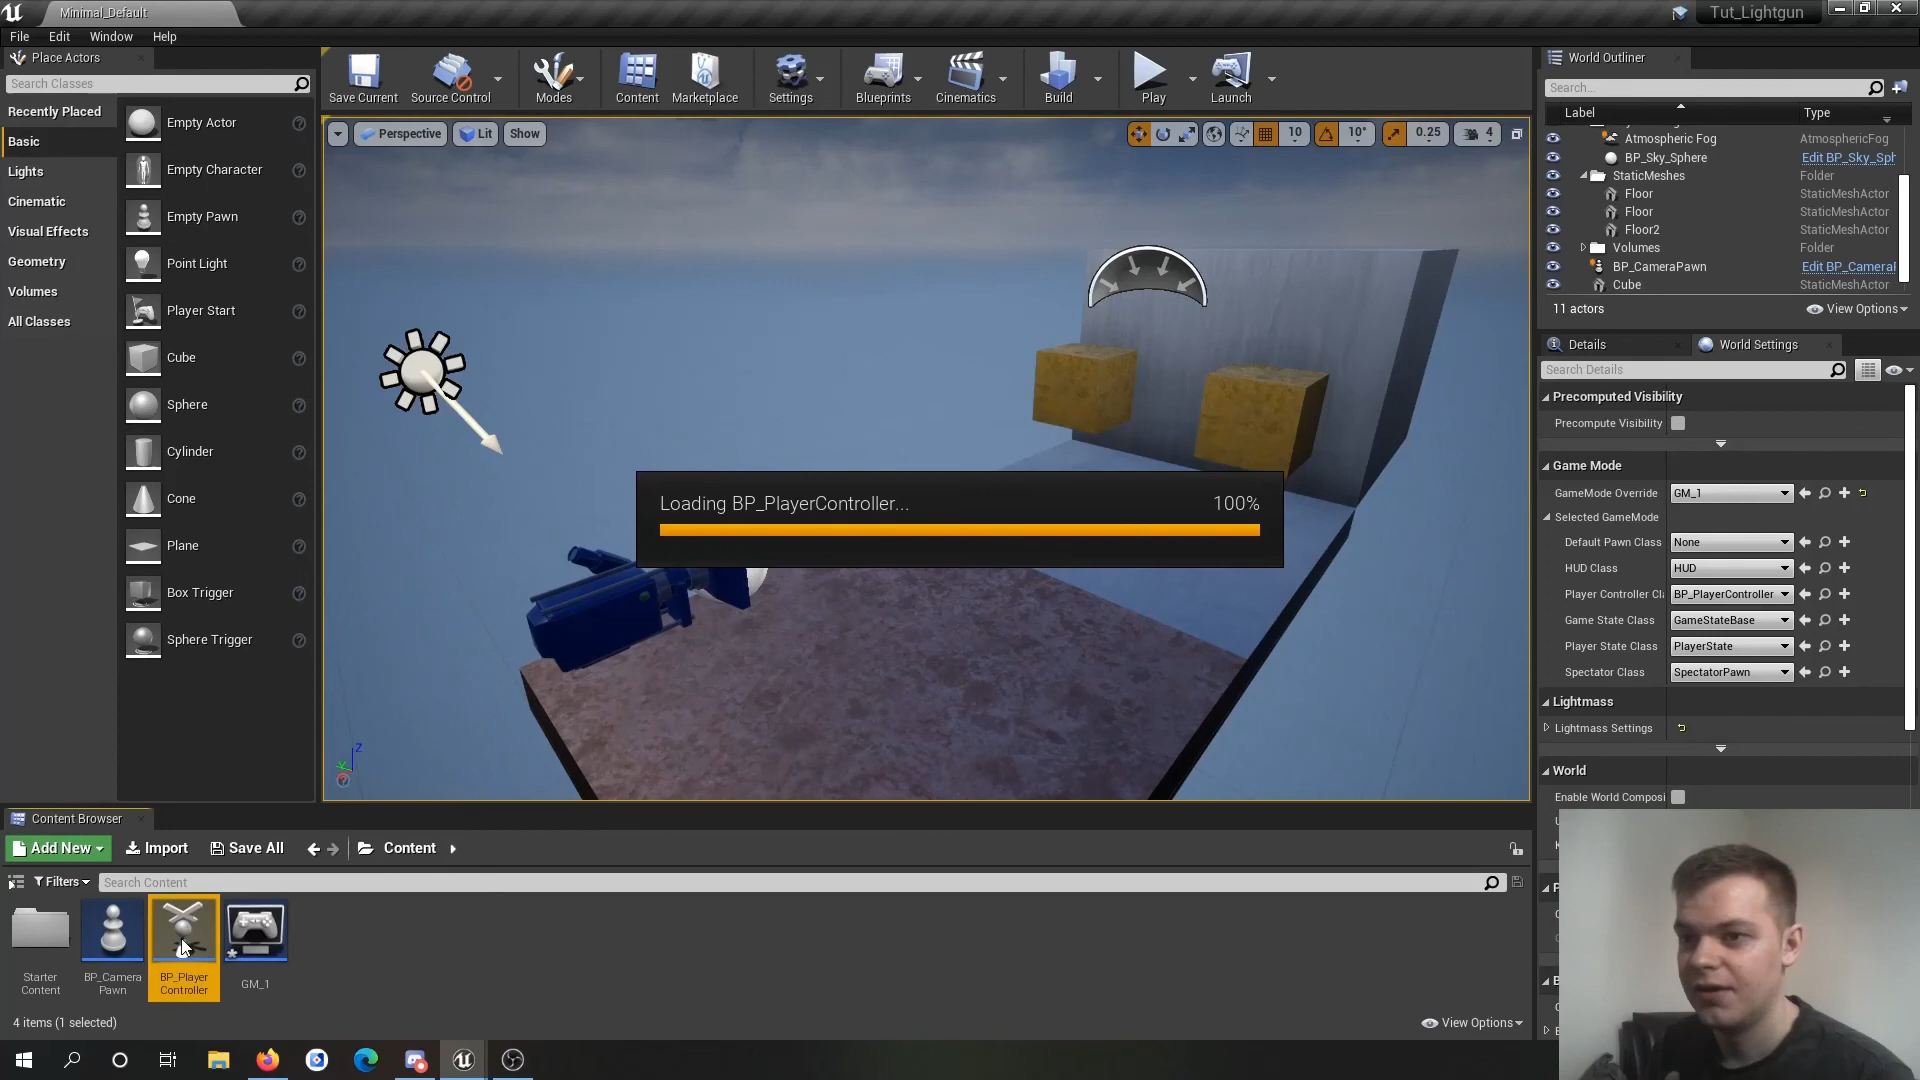 Minimal_Default
Tut_Lightgun
File Edit Window Help
Place Actors
Search Classes
Recently Placed
Basic
Lights
Cinematic
Visual Effects
Geometry
Volumes
All Classes
Empty Actor
Empty Character
Empty Pawn
Point Light
Player Start
Cube
Sphere
Cylinder
Cone
Plane
Box Trigger
Sphere Trigger
Save Current
Source Control
Modes
Content
Marketplace
Settings
Blueprints
Cinematics
Build
Play
Launch
Perspective
Lit
Show
10
10°
0.25
4
Loading BP_PlayerController... 100%
Z
World Outliner
Search...
Label Type
Atmospheric Fog AtmosphericFog
BP_Sky_Sphere Edit BP_Sky_Sph
StaticMeshes Folder
Floor StaticMeshActor
Floor StaticMeshActor
Floor2 StaticMeshActor
Volumes Folder
BP_CameraPawn Edit BP_Camera
Cube StaticMeshActor
11 actors
View Options
Details
World Settings
Search Details
Precomputed Visibility
Precompute Visibility
Game Mode
GameMode Override GM_1
Selected GameMode
Default Pawn Class None
HUD Class HUD
Player Controller Cl BP_PlayerController
Game State Class GameStateBase
Player State Class PlayerState
Spectator Class SpectatorPawn
Lightmass
Lightmass Settings
World
Enable World Composi
Content Browser
Add New
Import
Save All
Content
Filters
Search Content
Starter Content
BP_Camera Pawn
BP_Player Controller
GM_1
4 items (1 selected)
View Options